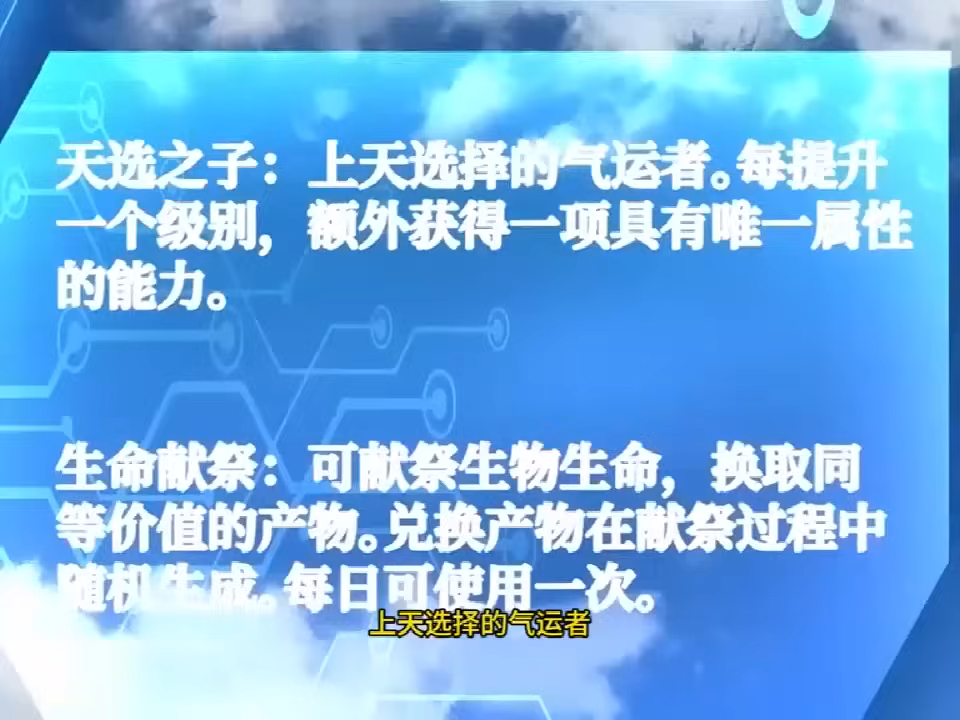 天选之子：上天选择的气运者。每提升
一个级别，额外获得一项具有唯一属性
的能力。
生命献祭：可献祭生物生命，换取同
等价值的产物。兑换产物在献祭过程中
随机生成。每日可使用一次。
上天选择的气运者